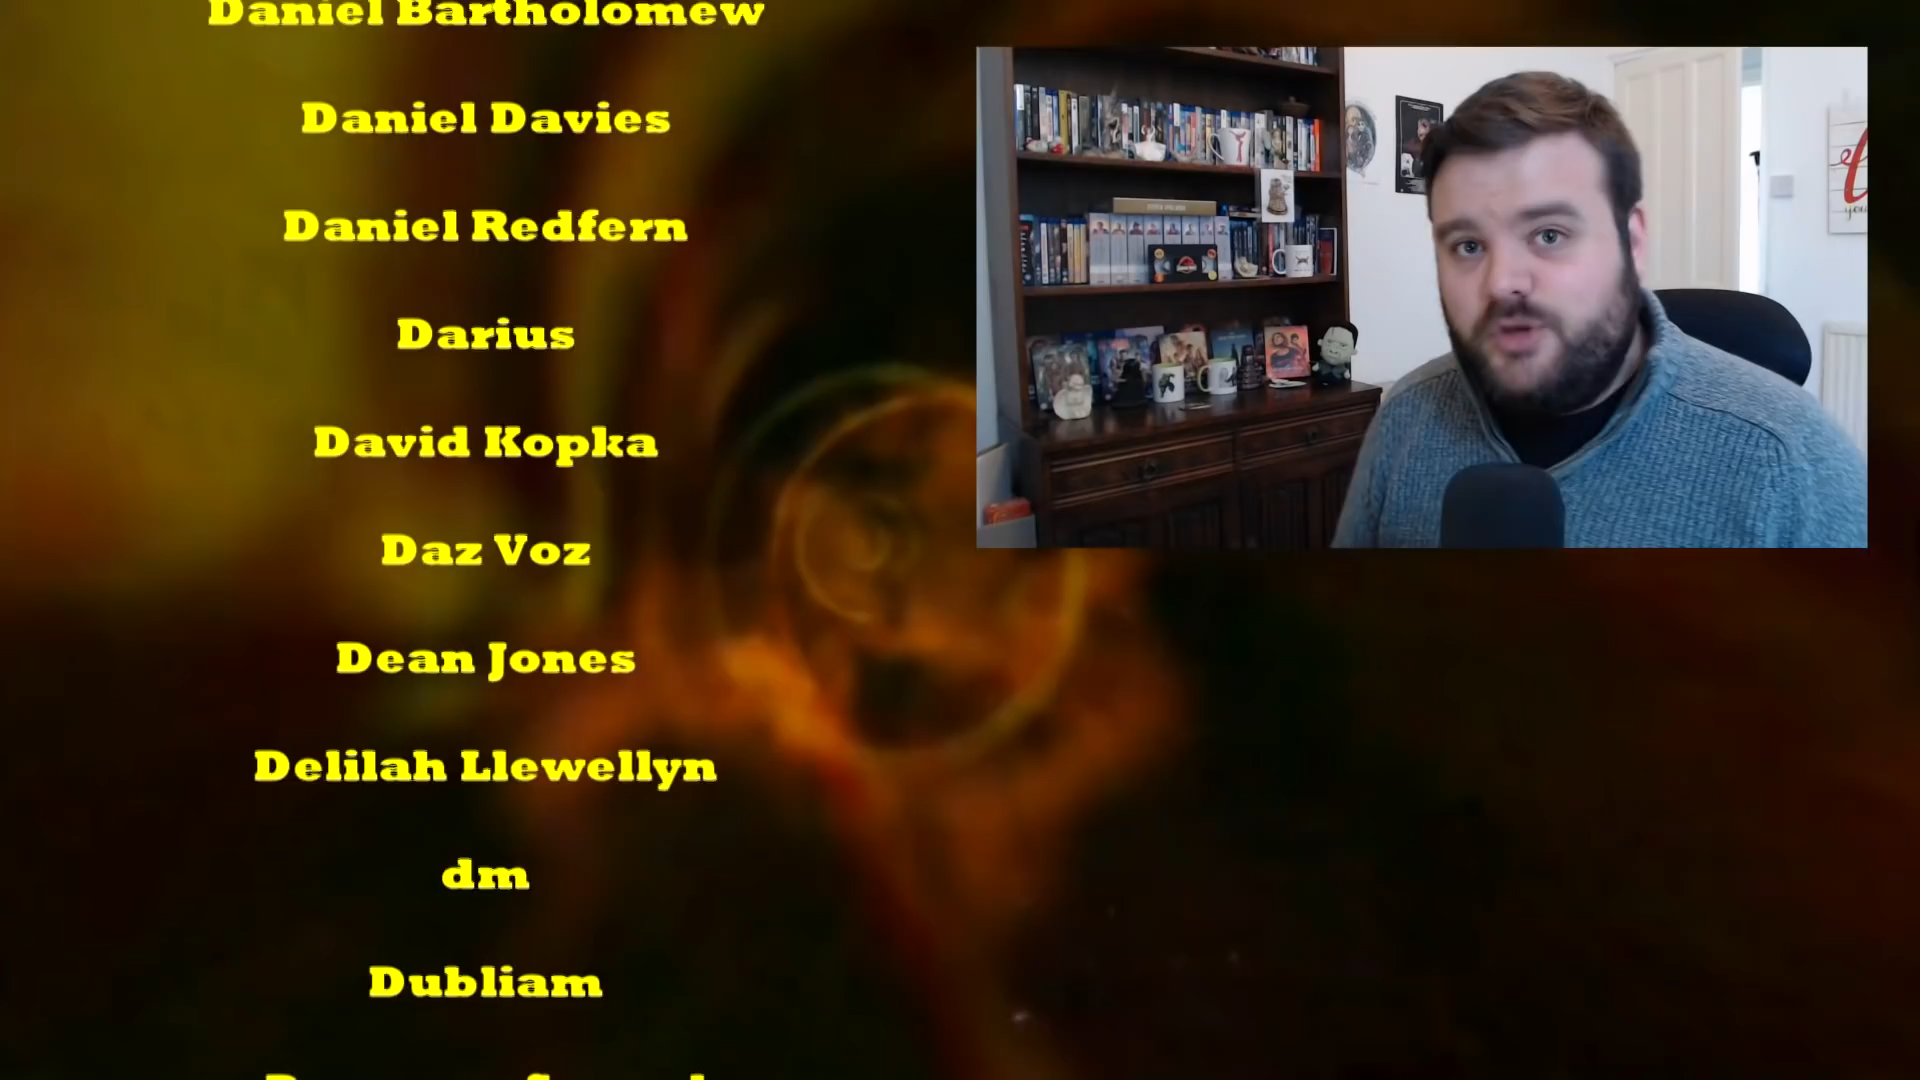 Daniel Bartholomew
Daniel Davies
Daniel Redfern
Darius
David Kopka
Daz Voz
Dean Jones
Delilah Llewellyn
dm
Dubliam